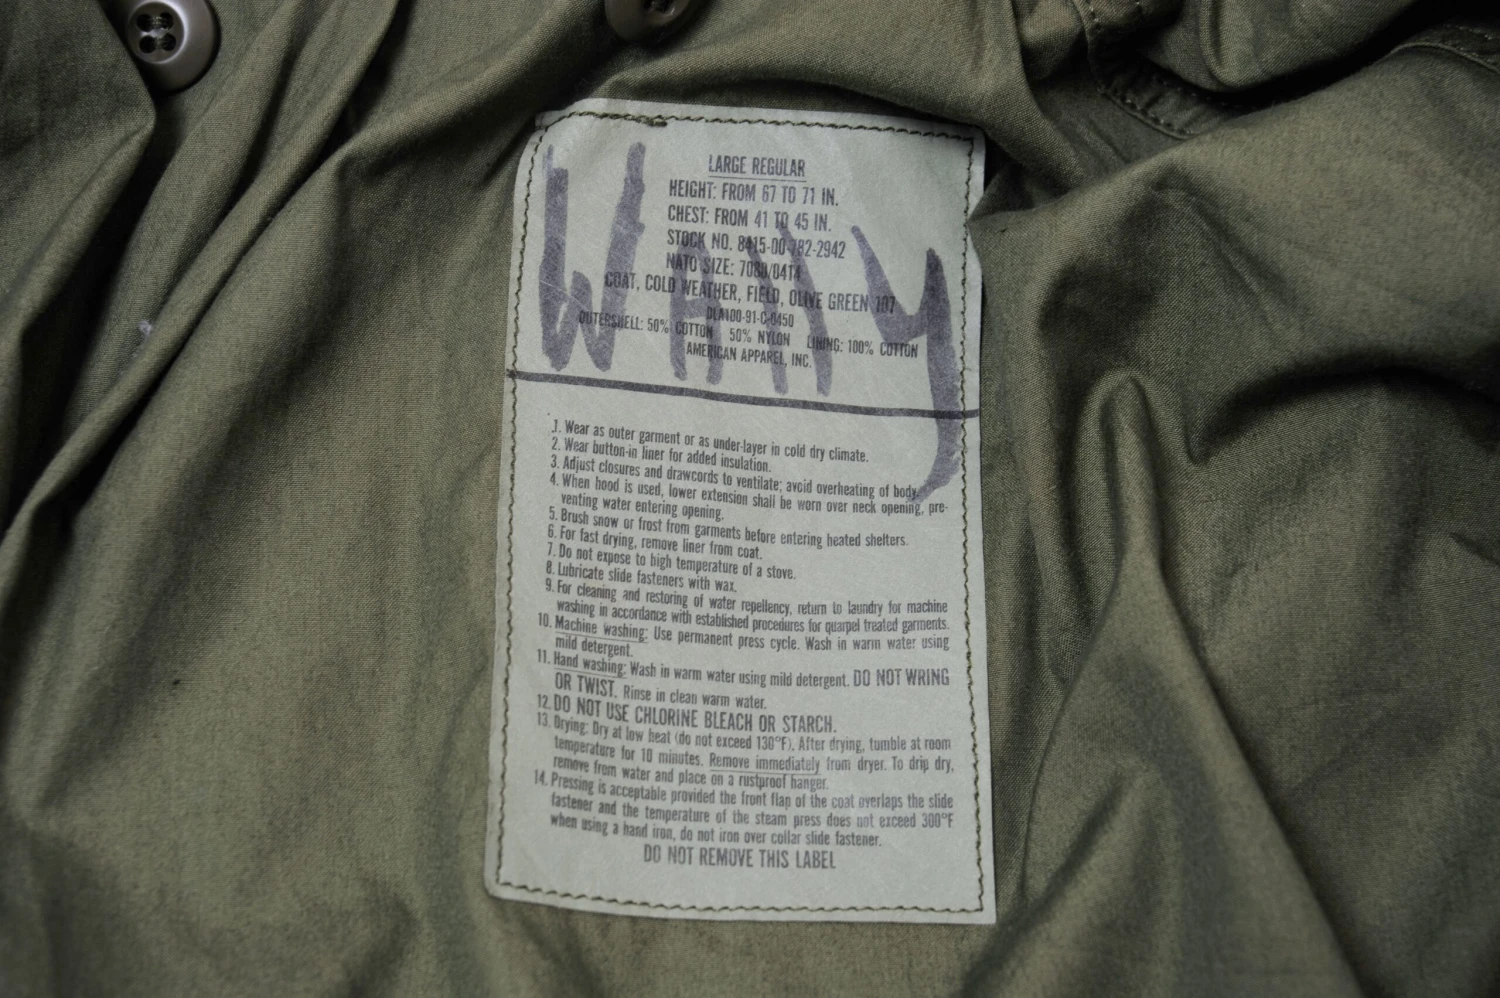 LARGE REGULAR
HEIGHT: FROM 67 TO 71 IN.
CHEST: FROM 41 TO 45 IN.
STOCK NO. 8415-00-782-2942
NATO SIZE: 7080/0414
COAT, COLD WEATHER, FIELD, OLIVE GREEN 107
DLA100-91-C-0450
OUTERSHELL: 50% COTTON 50% NYLON LINING: 100% COTTON
AMERICAN APPAREL, INC.
1. Wear as outer garment or as under-layer in cold dry climate.
2. Wear button-in liner for added insulation.
3. Adjust closures and drawcords to ventilate; avoid overheating of body.
4. When hood is used, lower extension shall be worn over neck opening, pre-
venting water entering opening.
5. Brush snow or frost from garments before entering heated shelters.
6. For fast drying, remove liner from coat.
7. Do not expose to high temperature of a stove.
8. Lubricate slide fasteners with wax.
9. For cleaning and restoring of water repellency, return to laundry for machine
washing in accordance with established procedures for quarpel treated garments.
10. Machine washing: Use permanent press cycle. Wash in warm water using
mild detergent.
11. Hand washing: Wash in warm water using mild detergent. DO NOT WRING
OR TWIST. Rinse in clean warm water.
12. DO NOT USE CHLORINE BLEACH OR STARCH.
13. Drying: Dry at low heat (do not exceed 130°F). After drying, tumble at room
temperature for 10 minutes. Remove immediately from dryer. To drip dry,
remove from water and place on a rustproof hanger.
14. Pressing is acceptable provided the front flap of the coat overlaps the slide
fastener and the temperature of the steam press does not exceed 300°F
when using a hand iron, do not iron over collar slide fastener.
DO NOT REMOVE THIS LABEL